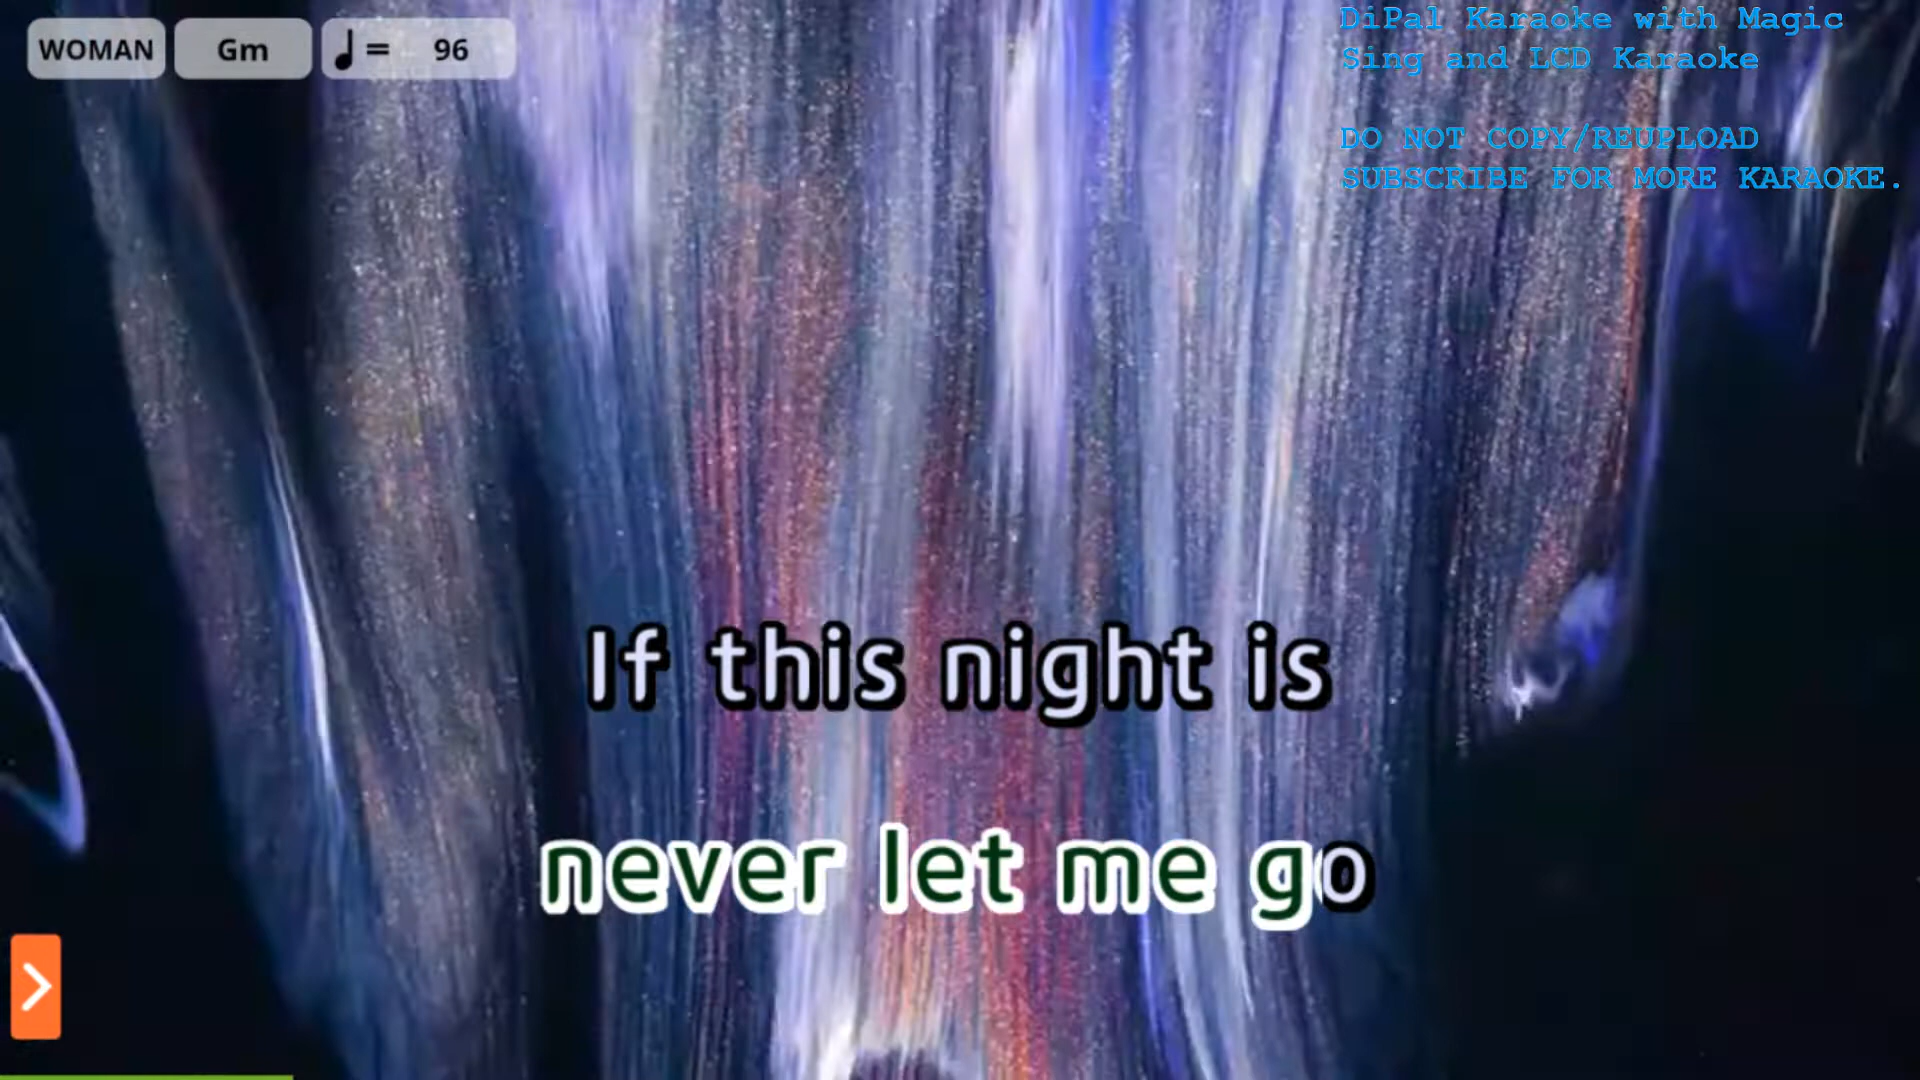 WOMAN Gm ♩ = 96
DiPal Karaoke with Magic
Sing and LCD Karaoke
DO NOT COPY/REUPLOAD
SUBSCRIBE FOR MORE KARAOKE.
If this night is
never let me go